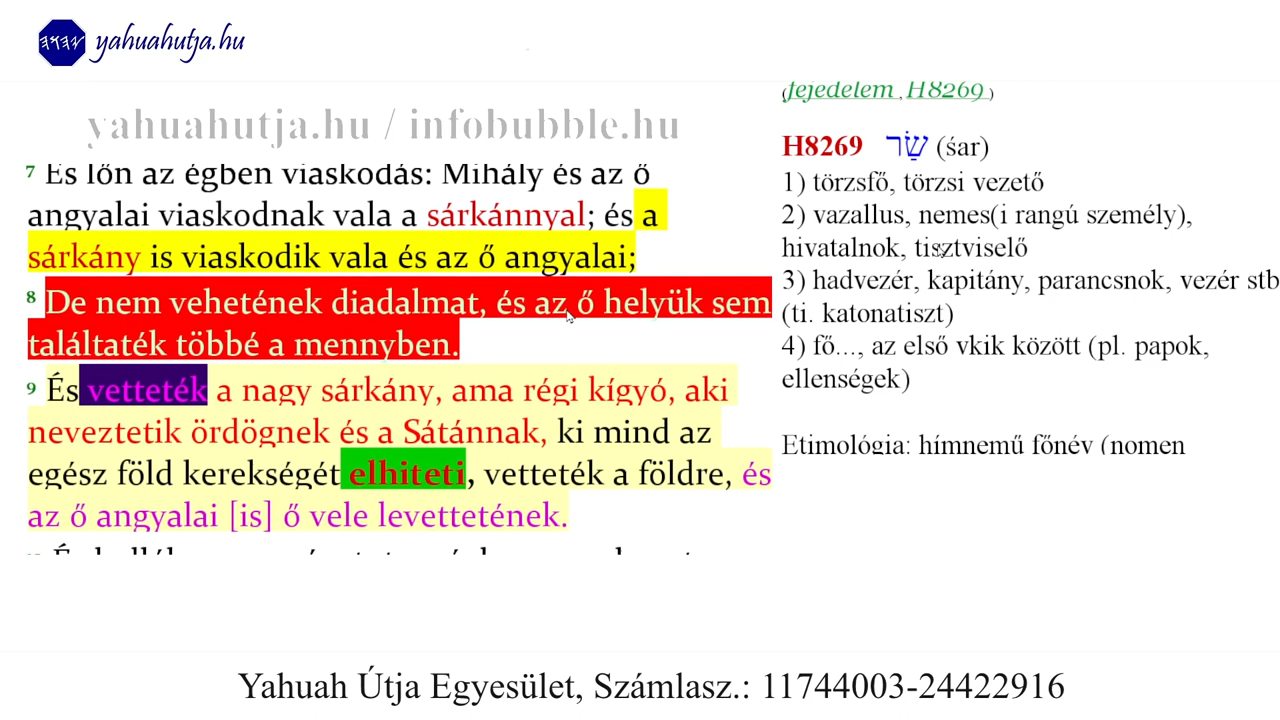 yahuahutja.hu
yahuahutja.hu / infobubble.hu
7 És lőn az égben viaskodás: Mihály és az ő
angyalai viaskodnak vala a sárkánnyal; és a
sárkány is viaskodik vala és az ő angyalai;
8 De nem vehetének diadalmat, és az ő helyük sem
találtaték többé a mennyben.
9 És vetteték a nagy sárkány, ama régi kígyó, aki
neveztetik ördögnek és a Sátánnak, ki mind az
egész föld kerekségét elhiteti, vetteték a földre, és
az ő angyalai [is] ő vele levettetének.
(fejedelem, H8269)
H8269 שַׂר (śar)
1) törzsfő, törzsi vezető
2) vazallus, nemes(i rangú személy),
hivatalnok, tisztviselő
3) hadvezér, kapitány, parancsnok, vezér stb
(ti. katonatiszt)
4) fő..., az első vkik között (pl. papok,
ellenségek)
Etimológia: hímnemű főnév (nomen
Yahuah Útja Egyesület, Számlasz.: 11744003-24422916